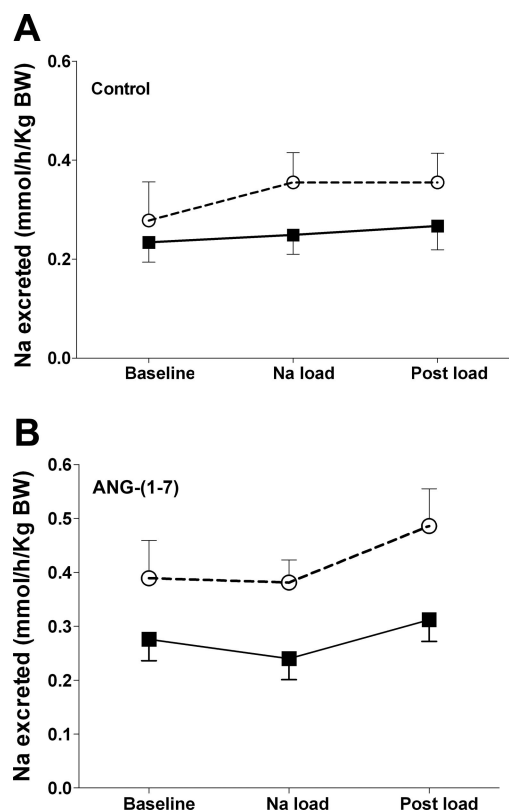 A
Na excreted (mmol/h/Kg BW)
0.6
Control
0.4
0.2
0.0
Baseline Na load Post load
B
Na excreted (mmol/h/Kg BW)
0.6
ANG-(1-7)
0.5
0.4
0.3
0.2
0.1
0.0
Baseline Na load Post load